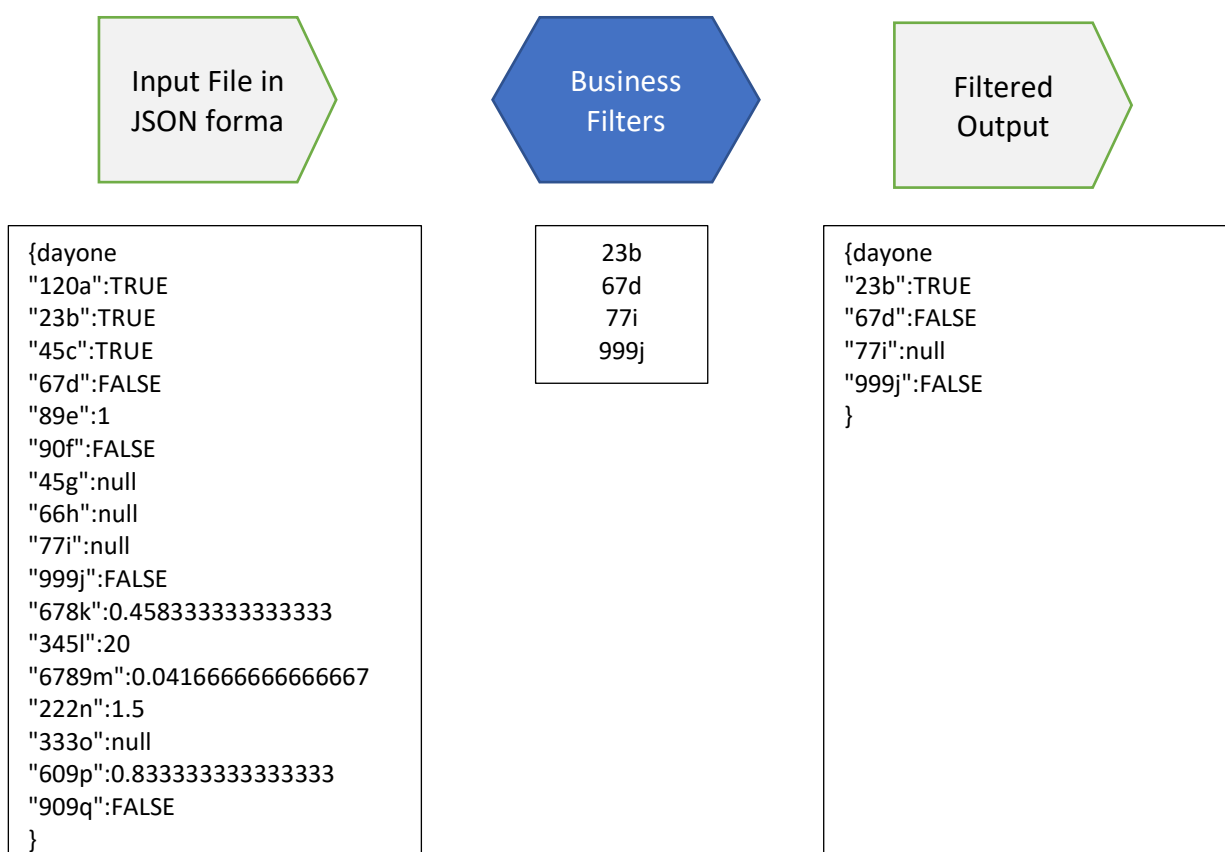 Input File in
JSON forma
Business
Filters
Filtered
Output
{dayone
"120a":TRUE
"23b":TRUE
"45c":TRUE
"67d":FALSE
"89e":1
"90f":FALSE
"45g":null
"66h":null
"77i":null
"999j":FALSE
"678k":0.458333333333333
"345l":20
"6789m":0.0416666666666667
"222n":1.5
"333o":null
"609p":0.833333333333333
"909q":FALSE
}
23b
67d
77i
999j
{dayone
"23b":TRUE
"67d":FALSE
"77i":null
"999j":FALSE
}